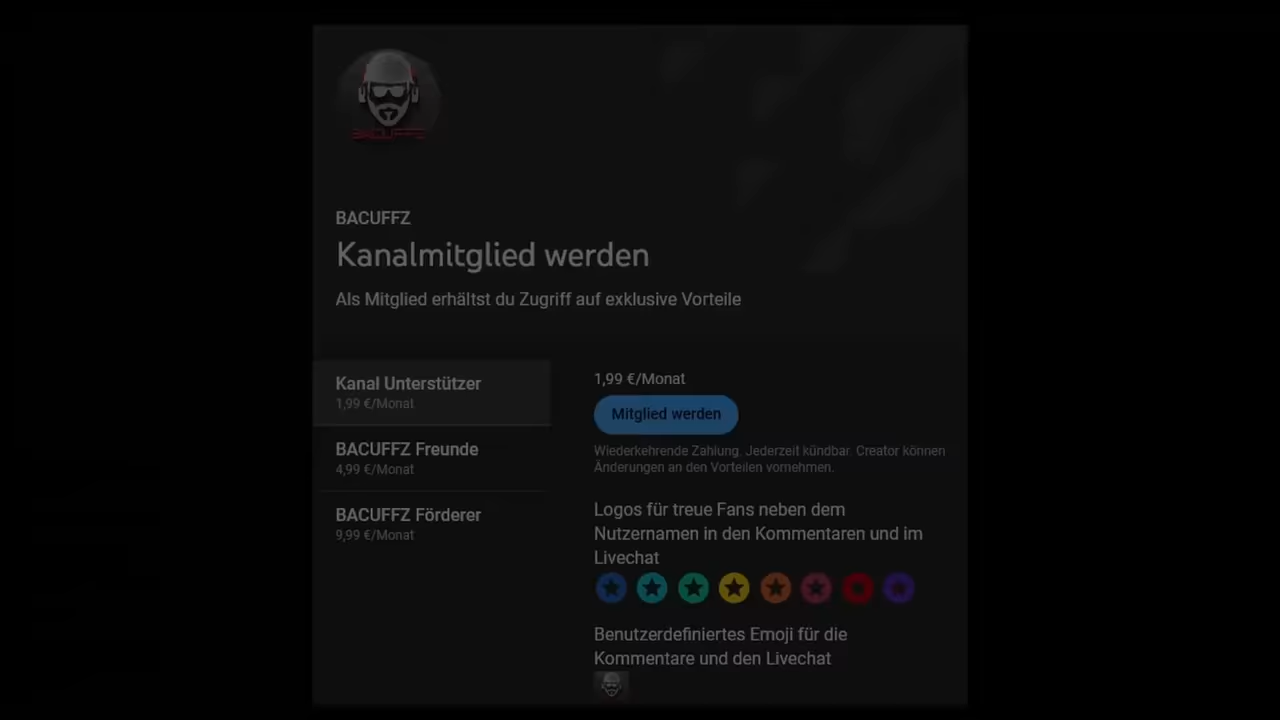 BACUFFZ
BACUFFZ
Kanalmitglied werden
Als Mitglied erhältst du Zugriff auf exklusive Vorteile
Kanal Unterstützer
1,99 €/Monat
BACUFFZ Freunde
4,99 €/Monat
BACUFFZ Förderer
9,99 €/Monat
1,99 €/Monat
Mitglied werden
Wiederkehrende Zahlung. Jederzeit kündbar. Creator können
Änderungen an den Vorteilen vornehmen.
Logos für treue Fans neben dem
Nutzernamen in den Kommentaren und im
Livechat
Benutzerdefiniertes Emoji für die
Kommentare und den Livechat